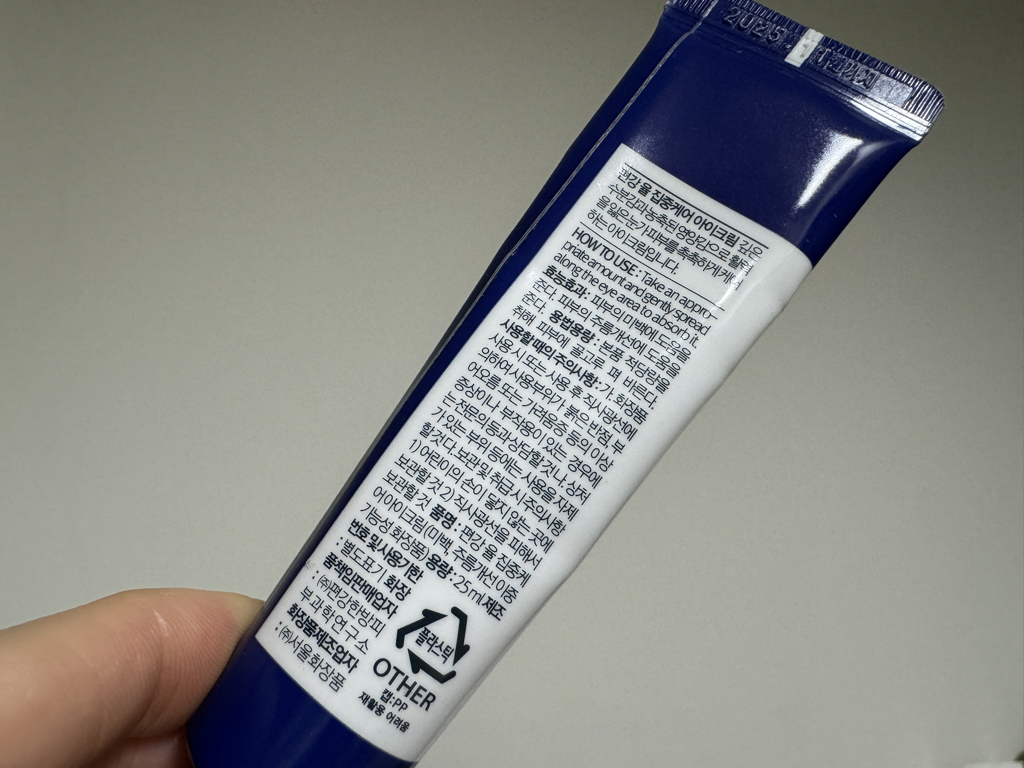 2025
편강 율 집중케어 아이크림 깊은
수분감과 농축된 영양감으로 활력
을 잃은 눈가 피부를 촉촉하게 케어
하는 아이크림입니다.
HOW TO USE : Take an appro-
priate amount and gently spread
along the eye area to absorb it.
효능효과 : 피부의 미백에 도움을
준다. 피부의 주름개선에 도움을
준다. 용법용량 : 본품 적당량을
취해 피부에 골고루 펴 바른다.
사용할 때의 주의사항 : 가. 화장품
사용 시 또는 사용 후 직사광선에
의하여 사용부위가 붉은 반점, 부
어오름 또는 가려움증 등의 이상
증상이나 부작용이 있는 경우에
는 전문의 등과 상담할 것 나. 상처
가 있는 부위 등에는 사용을 자제
할 것 다. 보관 및 취급 시 주의사항
1) 어린이의 손이 닿지 않는 곳에
보관할 것 2) 직사광선을 피해서
보관할 것 품명 : 편강 율 집중케
어 아이크림(미백, 주름개선 이중
기능성 화장품) 용량 : 25 ml 제조
번호 및 사용기한
: 별도표기 화장
품책임판매업자
: ㈜편강한방피
부과학연구소
화장품제조업자
: ㈜서울화장품
플라스틱
OTHER
캡:PP
재활용 어려움